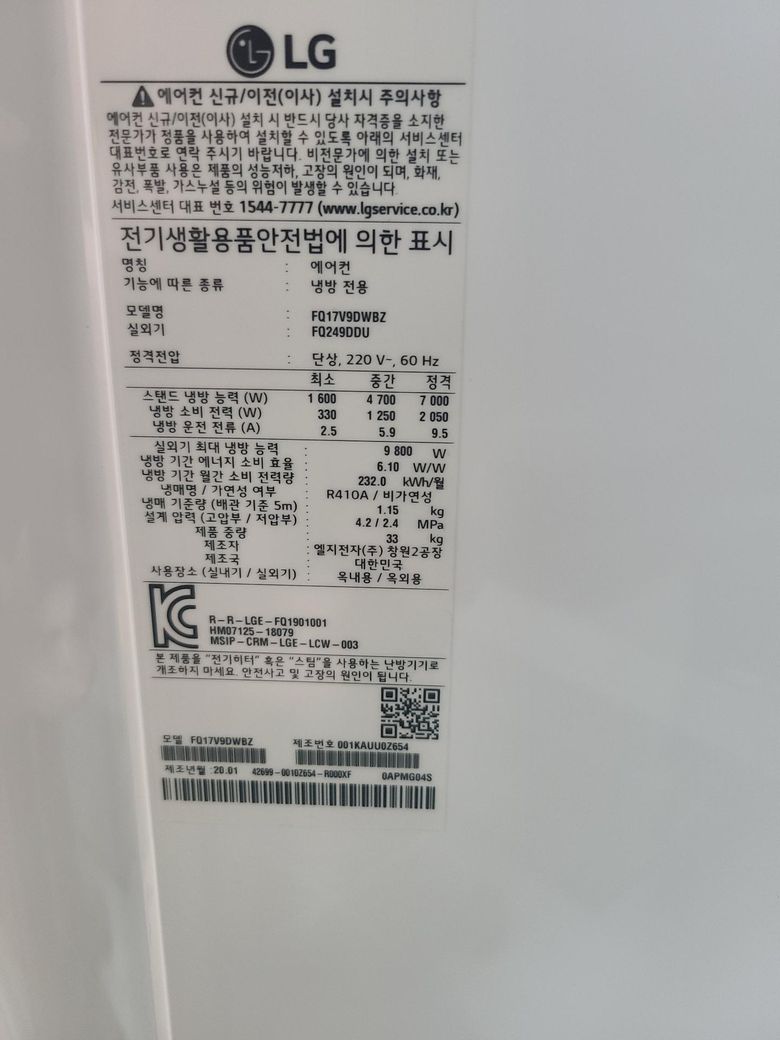 LG
⚠에어컨 신규/이전(이사) 설치시 주의사항
에어컨 신규/이전(이사) 설치 시 반드시 당사 자격증을 소지한
전문가가 정품을 사용하여 설치할 수 있도록 아래의 서비스센터
대표번호로 연락 주시기 바랍니다. 비전문가에 의한 설치 또는
유사부품 사용은 제품의 성능저하, 고장의 원인이 되며, 화재,
감전, 폭발, 가스누설 등의 위험이 발생할 수 있습니다.
서비스센터 대표 번호 1544-7777 (www.lgservice.co.kr)
전기생활용품안전법에 의한 표시
명칭 : 에어컨
기능에 따른 종류 : 냉방 전용
모델명 : FQ17V9DWBZ
실외기 : FQ249DDU
정격전압 : 단상, 220 V~, 60 Hz
최소 중간 정격
스탠드 냉방 능력 (W) 1 600 4 700 7 000
냉방 소비 전력 (W) 330 1 250 2 050
냉방 운전 전류 (A) 2.5 5.9 9.5
실외기 최대 냉방 능력 : 9 800 W
냉방 기간 에너지 소비 효율 : 6.10 W/W
냉방 기간 월간 소비 전력량 : 232.0 kWh/월
냉매명 / 가연성 여부 : R410A / 비가연성
냉매 기준량 (배관 기준 5m) : 1.15 kg
설계 압력 (고압부 / 저압부) : 4.2 / 2.4 MPa
제품 중량 : 33 kg
제조자 : 엘지전자(주) 창원2공장
제조국 : 대한민국
사용장소 (실내기 / 실외기) : 옥내용 / 옥외용
R-R-LGE-FQ1901001
HM07125-18079
MSIP-CRM-LGE-LCW-003
본 제품을 "전기히터" 혹은 "스팀"을 사용하는 난방기기로
개조하지 마세요. 안전사고 및 고장의 원인이 됩니다.
모델 FQ17V9DWBZ 제조번호 001KAUU0Z654
제조년월 :20.01 42699-0010Z654-R000XF 0APMG04S